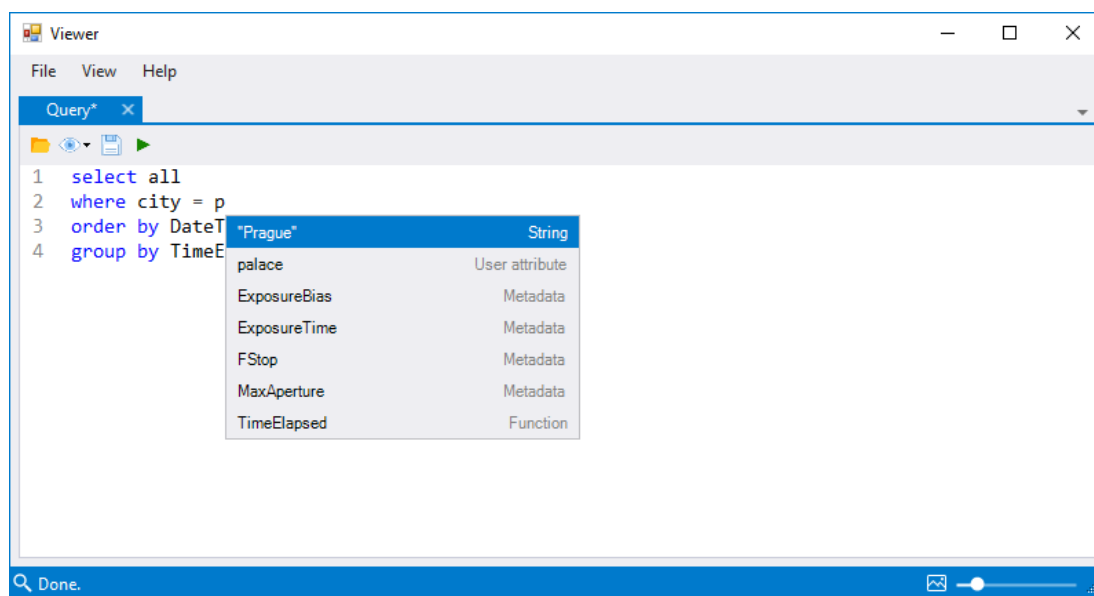 Viewer
File View Help
Query*
1 select all
2 where city = p
3 order by DateT
4 group by TimeE
"Prague" String
palace User attribute
ExposureBias Metadata
ExposureTime Metadata
FStop Metadata
MaxAperture Metadata
TimeElapsed Function
Done.